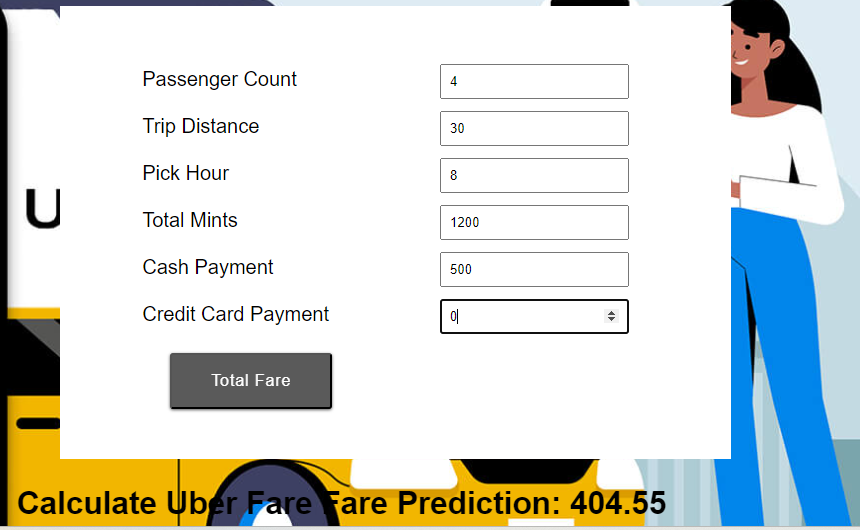 Passenger Count 4
Trip Distance 30
Pick Hour 8
U
Total Mints 1200
Cash Payment 500
Credit Card Payment 0
Total Fare
Calculate Uber Fare Fare Prediction: 404.55